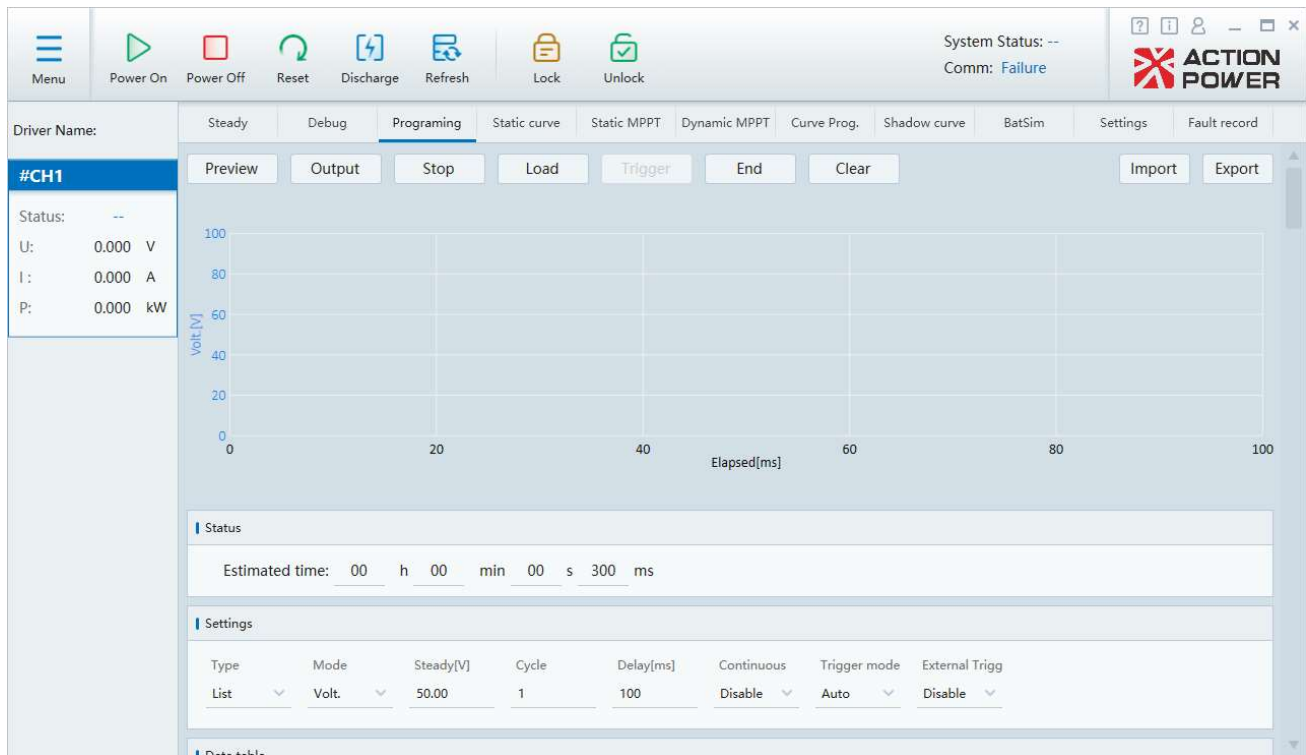 Menu Power On Power Off Reset Discharge Refresh Lock Unlock
System Status: --
Comm: Failure
ACTION
POWER
Driver Name:
Steady Debug Programing Static curve Static MPPT Dynamic MPPT Curve Prog. Shadow curve BatSim Settings Fault record
#CH1
Preview Output Stop Load Trigger End Clear Import Export
Status: --
U: 0.000 V
I : 0.000 A
P: 0.000 kW
100
80
60
40
20
0
Volt.[V]
0 20 40 60 80 100
Elapsed[ms]
Status
Estimated time: 00 h 00 min 00 s 300 ms
Settings
Type Mode Steady[V] Cycle Delay[ms] Continuous Trigger mode External Trigg
List Volt. 50.00 1 100 Disable Auto Disable
Data table